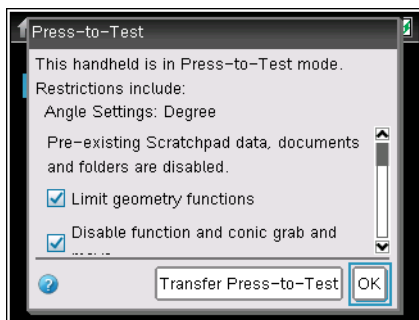 Press-to-Test
This handheld is in Press-to-Test mode.
Restrictions include:
Angle Settings: Degree
Pre-existing Scratchpad data, documents
and folders are disabled.
Limit geometry functions
Disable function and conic grab and
?
Transfer Press-to-Test
OK